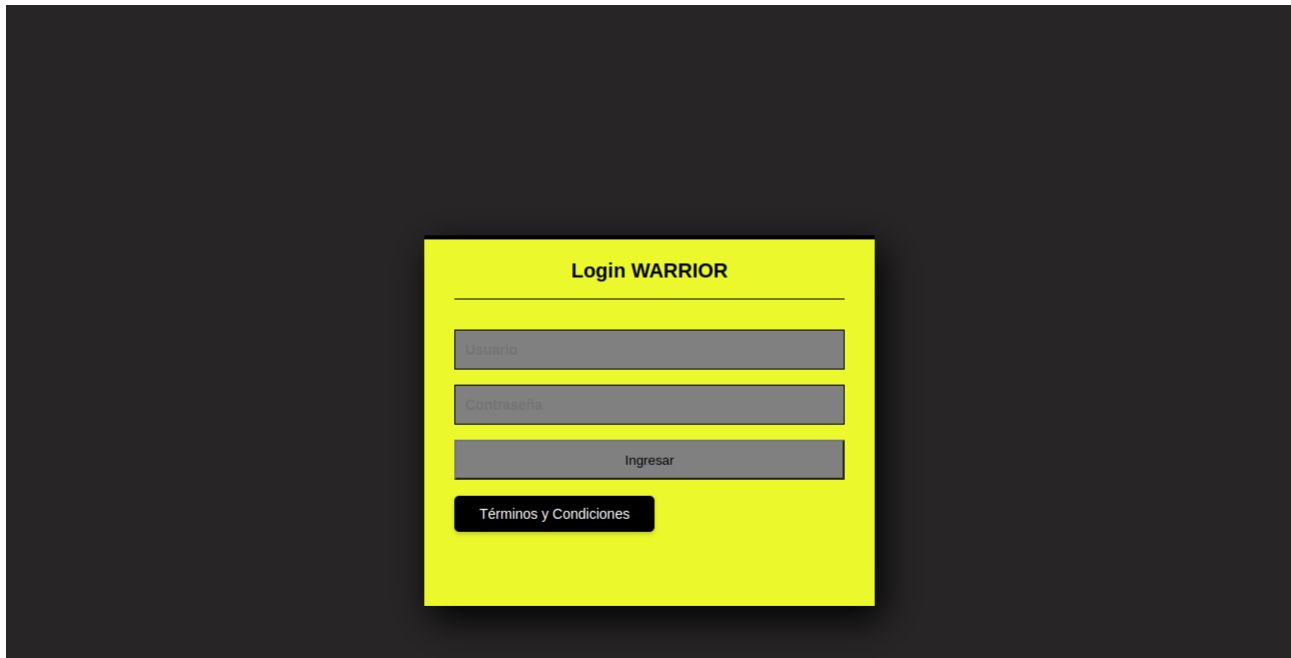 Login WARRIOR
Usuario
Contraseña
Ingresar
Términos y Condiciones